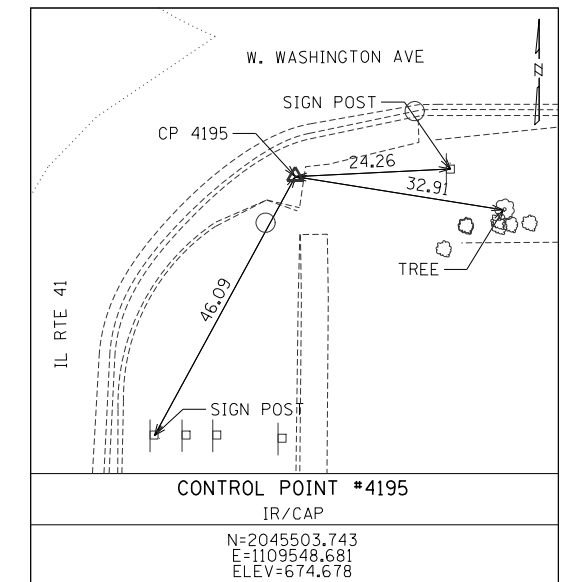 W. WASHINGTON AVE
N
SIGN POST
CP 4195
24.26
32.91
TREE
46.09
IL RTE 41
SIGN POST
CONTROL POINT #4195
IR/CAP
N=2045503.743
E=1109548.681
ELEV=674.678